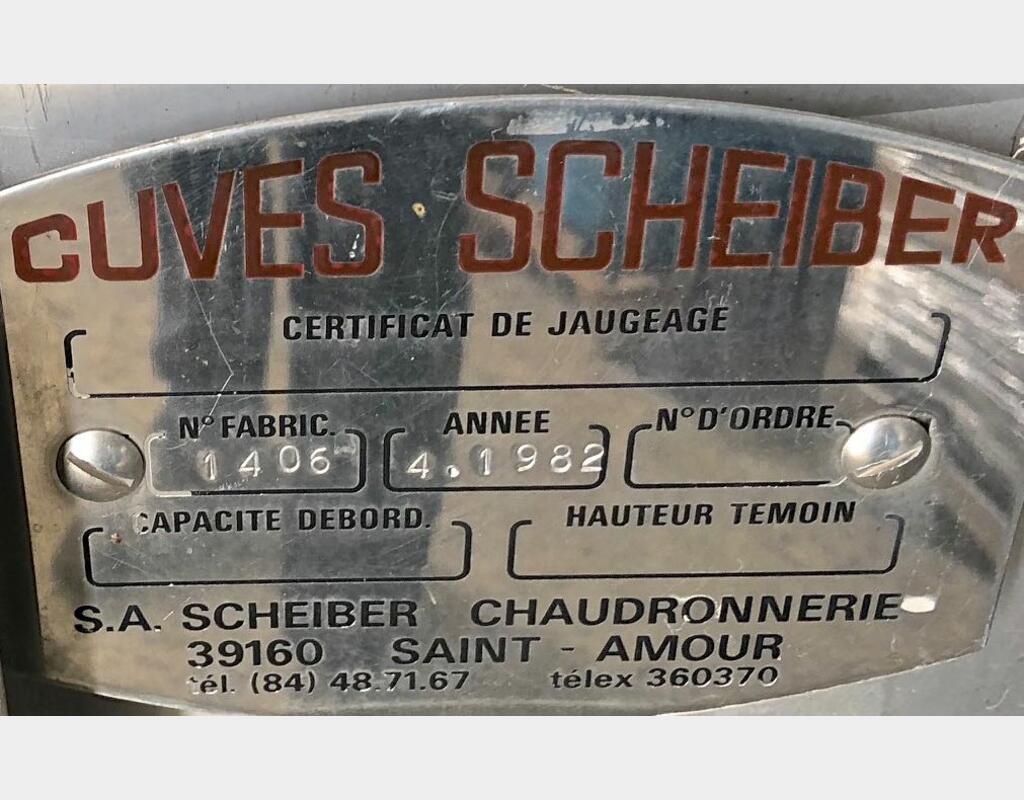 CUVES SCHEIBER
CERTIFICAT DE JAUGEAGE
N° FABRIC. ANNEE N° D'ORDRE
1406 4.1982
CAPACITE DEBORD. HAUTEUR TEMOIN
S.A. SCHEIBER CHAUDRONNERIE
39160 SAINT - AMOUR
tél. (84) 48.71.67 télex 360370